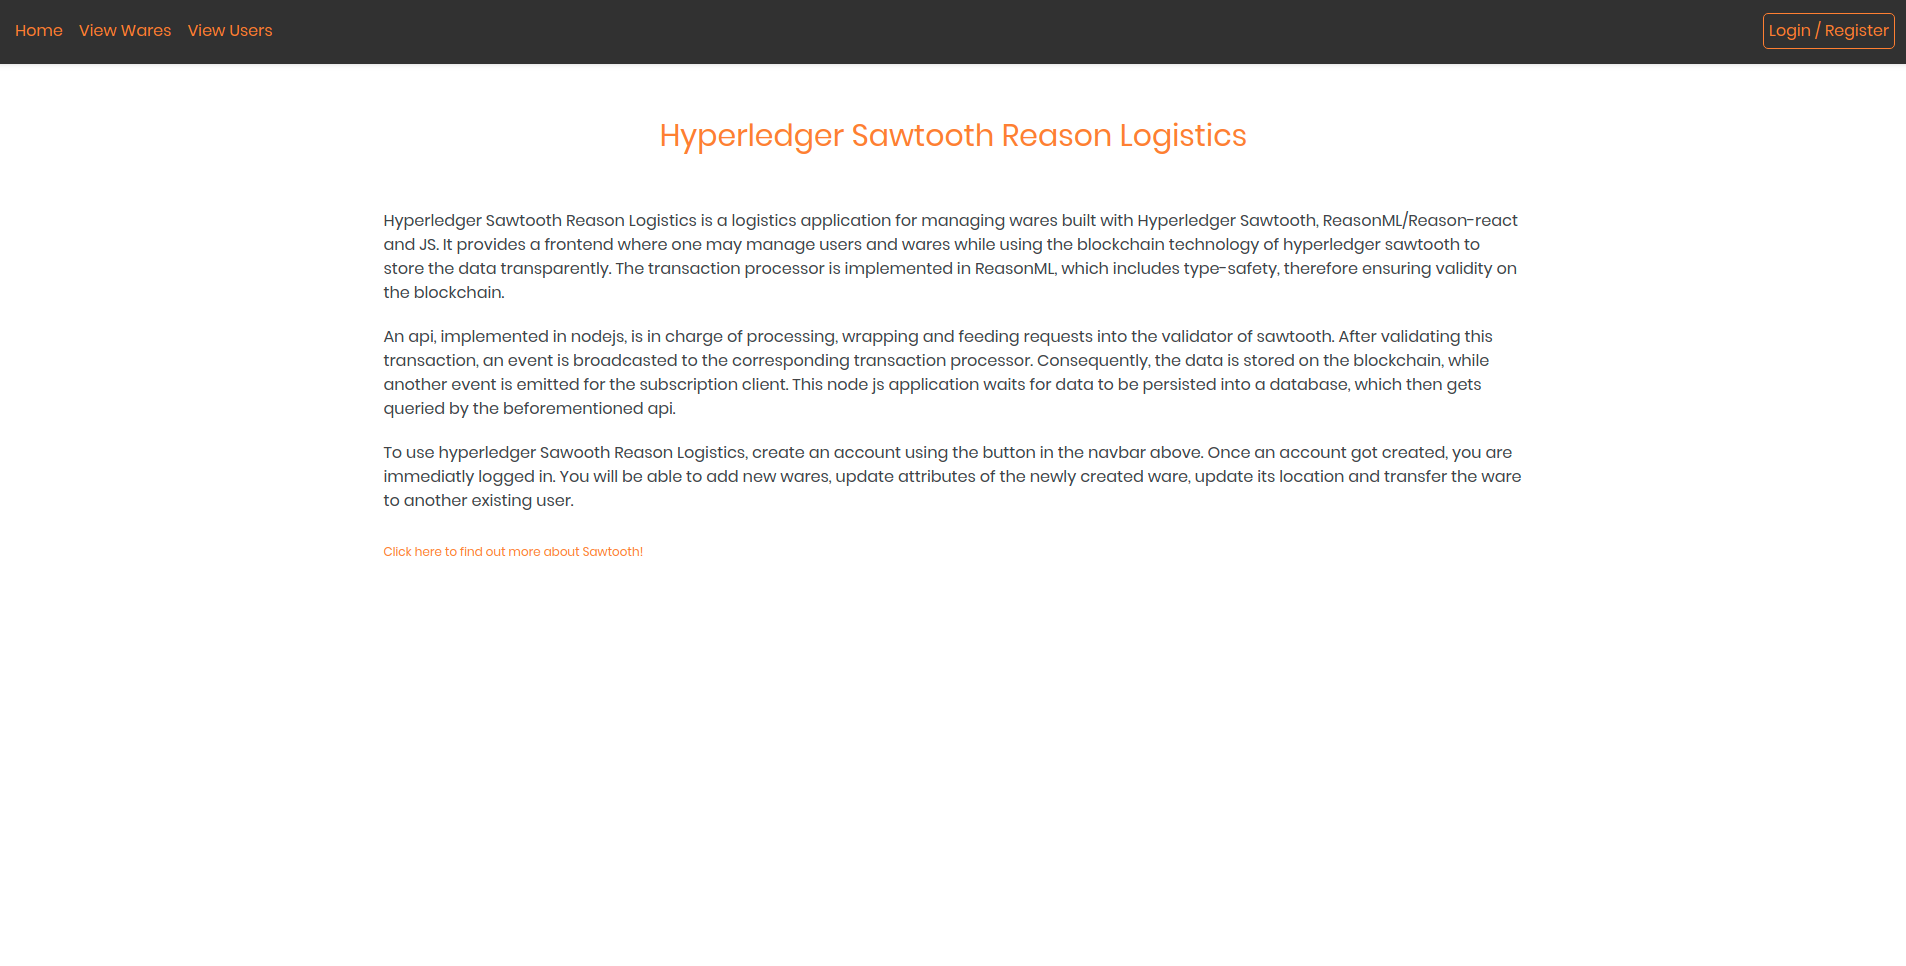 Home View Wares View Users Login / Register
Hyperledger Sawtooth Reason Logistics
Hyperledger Sawtooth Reason Logistics is a logistics application for managing wares built with Hyperledger Sawtooth, ReasonML/Reason-react
and JS. It provides a frontend where one may manage users and wares while using the blockchain technology of hyperledger sawtooth to
store the data transparently. The transaction processor is implemented in ReasonML, which includes type-safety, therefore ensuring validity on
the blockchain.
An api, implemented in nodejs, is in charge of processing, wrapping and feeding requests into the validator of sawtooth. After validating this
transaction, an event is broadcasted to the corresponding transaction processor. Consequently, the data is stored on the blockchain, while
another event is emitted for the subscription client. This node js application waits for data to be persisted into a database, which then gets
queried by the beforementioned api.
To use hyperledger Sawooth Reason Logistics, create an account using the button in the navbar above. Once an account got created, you are
immediatly logged in. You will be able to add new wares, update attributes of the newly created ware, update its location and transfer the ware
to another existing user.
Click here to find out more about Sawtooth!